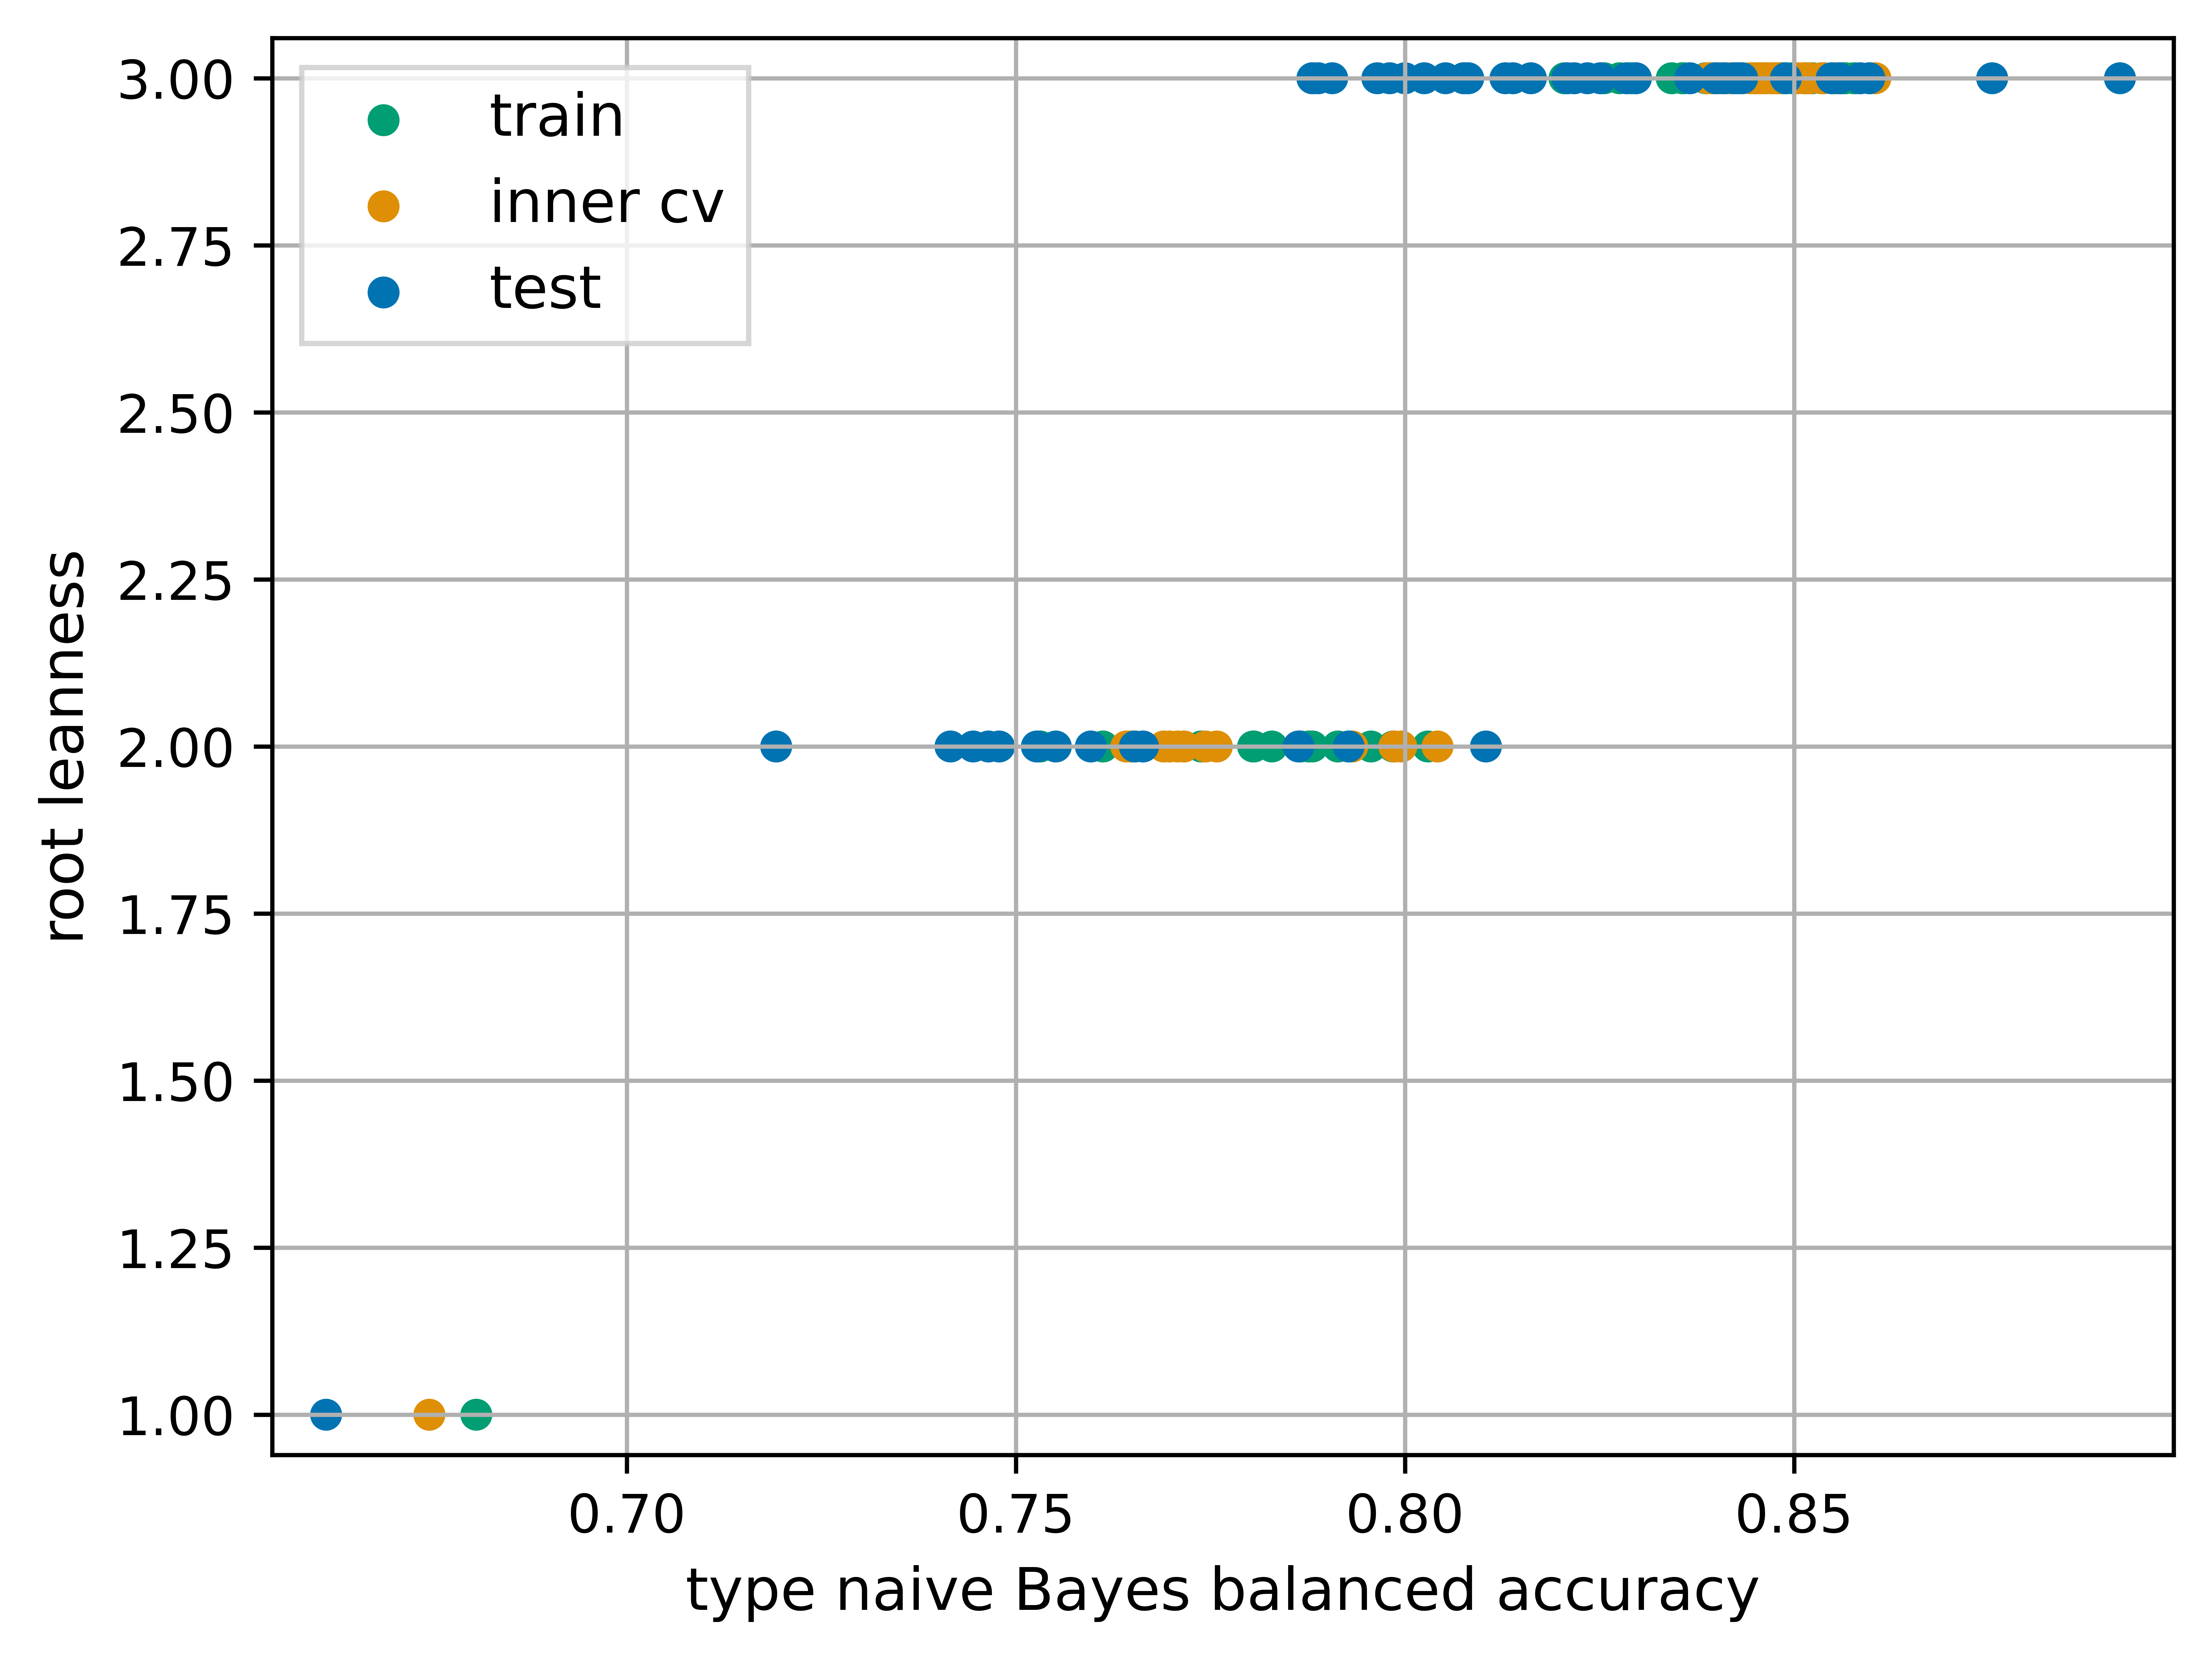 3.00
2.75
2.50
2.25
2.00
1.75
1.50
1.25
1.00
root leanness
train
inner cv
test
0.70 0.75 0.80 0.85
type naive Bayes balanced accuracy